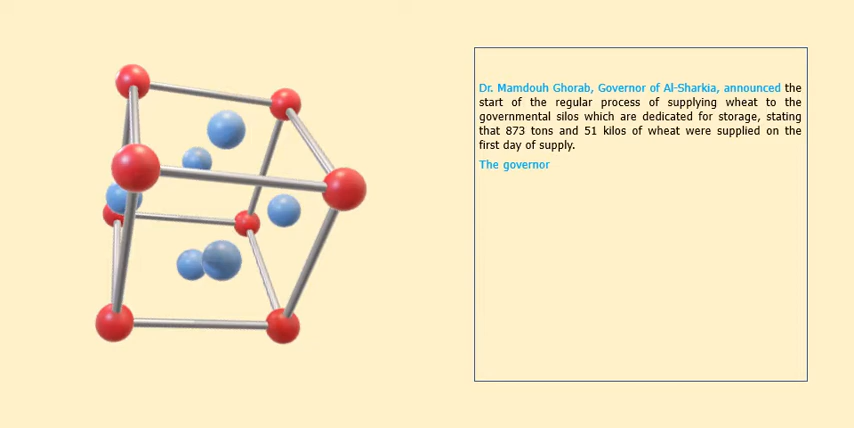 Dr. Mamdouh Ghorab, Governor of Al-Sharkia, announced the
start of the regular process of supplying wheat to the
governmental silos which are dedicated for storage, stating
that 873 tons and 51 kilos of wheat were supplied on the
first day of supply.
The governor